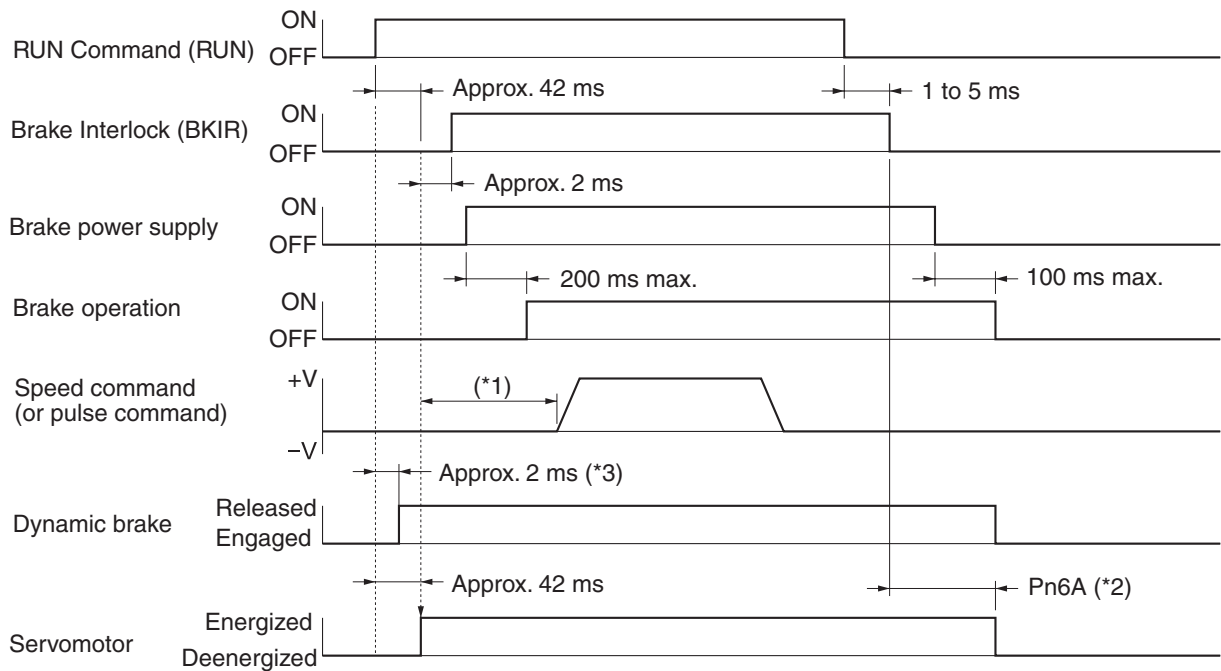 ON
RUN Command (RUN)
OFF
Approx. 42 ms
1 to 5 ms
ON
Brake Interlock (BKIR)
OFF
Approx. 2 ms
ON
Brake power supply
OFF
200 ms max.
100 ms max.
ON
Brake operation
OFF
Speed command
(or pulse command)
+V
(*1)
−V
Approx. 2 ms (*3)
Released
Dynamic brake
Engaged
Approx. 42 ms
Pn6A (*2)
Energized
Servomotor
Deenergized